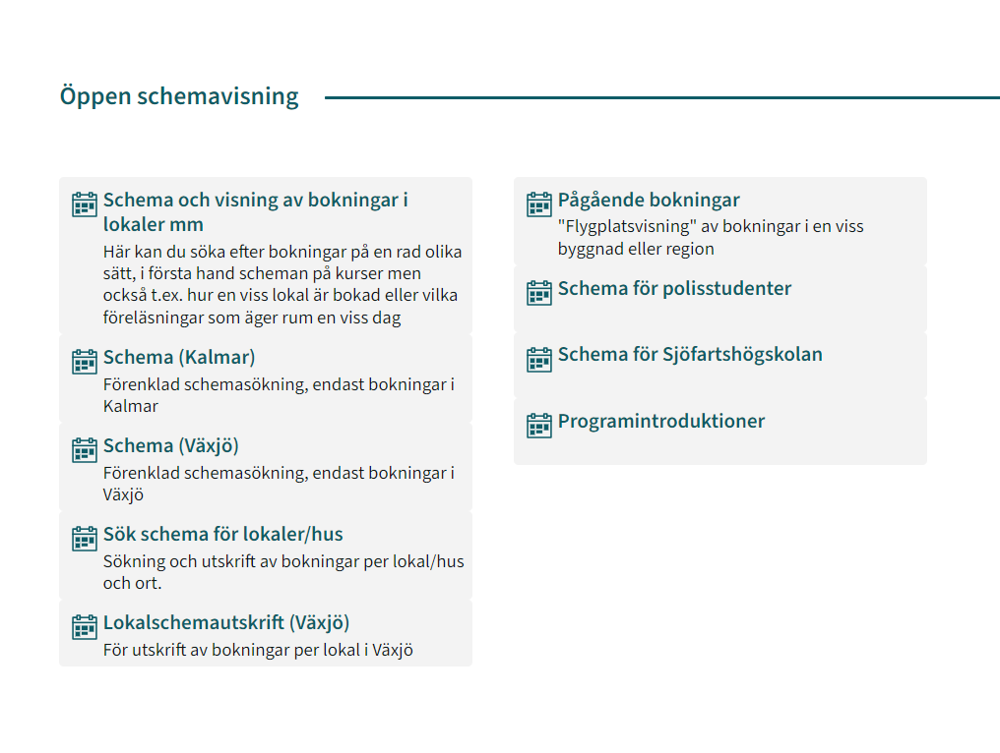 Öppen schemavisning
Schema och visning av bokningar i
lokaler mm
Här kan du söka efter bokningar på en rad olika
sätt, i första hand scheman på kurser men
också t.ex. hur en viss lokal är bokad eller vilka
föreläsningar som äger rum en viss dag
Schema (Kalmar)
Förenklad schemasökning, endast bokningar i
Kalmar
Schema (Växjö)
Förenklad schemasökning, endast bokningar i
Växjö
Sök schema för lokaler/hus
Sökning och utskrift av bokningar per lokal/hus
och ort.
Lokalschemautskrift (Växjö)
För utskrift av bokningar per lokal i Växjö
Pågående bokningar
"Flygplatsvisning" av bokningar i en viss
byggnad eller region
Schema för polisstudenter
Schema för Sjöfartshögskolan
Programintroduktioner